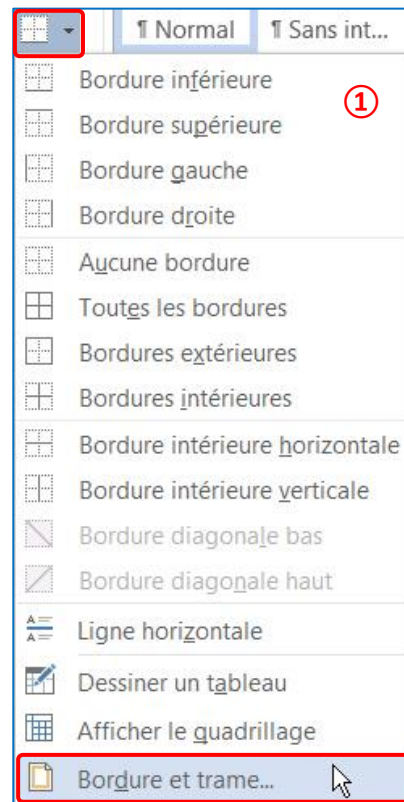 ¶ Normal ¶ Sans int...
①
Bordure inférieure
Bordure supérieure
Bordure gauche
Bordure droite
Aucune bordure
Toutes les bordures
Bordures extérieures
Bordures intérieures
Bordure intérieure horizontale
Bordure intérieure verticale
Bordure diagonale bas
Bordure diagonale haut
Ligne horizontale
Dessiner un tableau
Afficher le quadrillage
Bordure et trame...